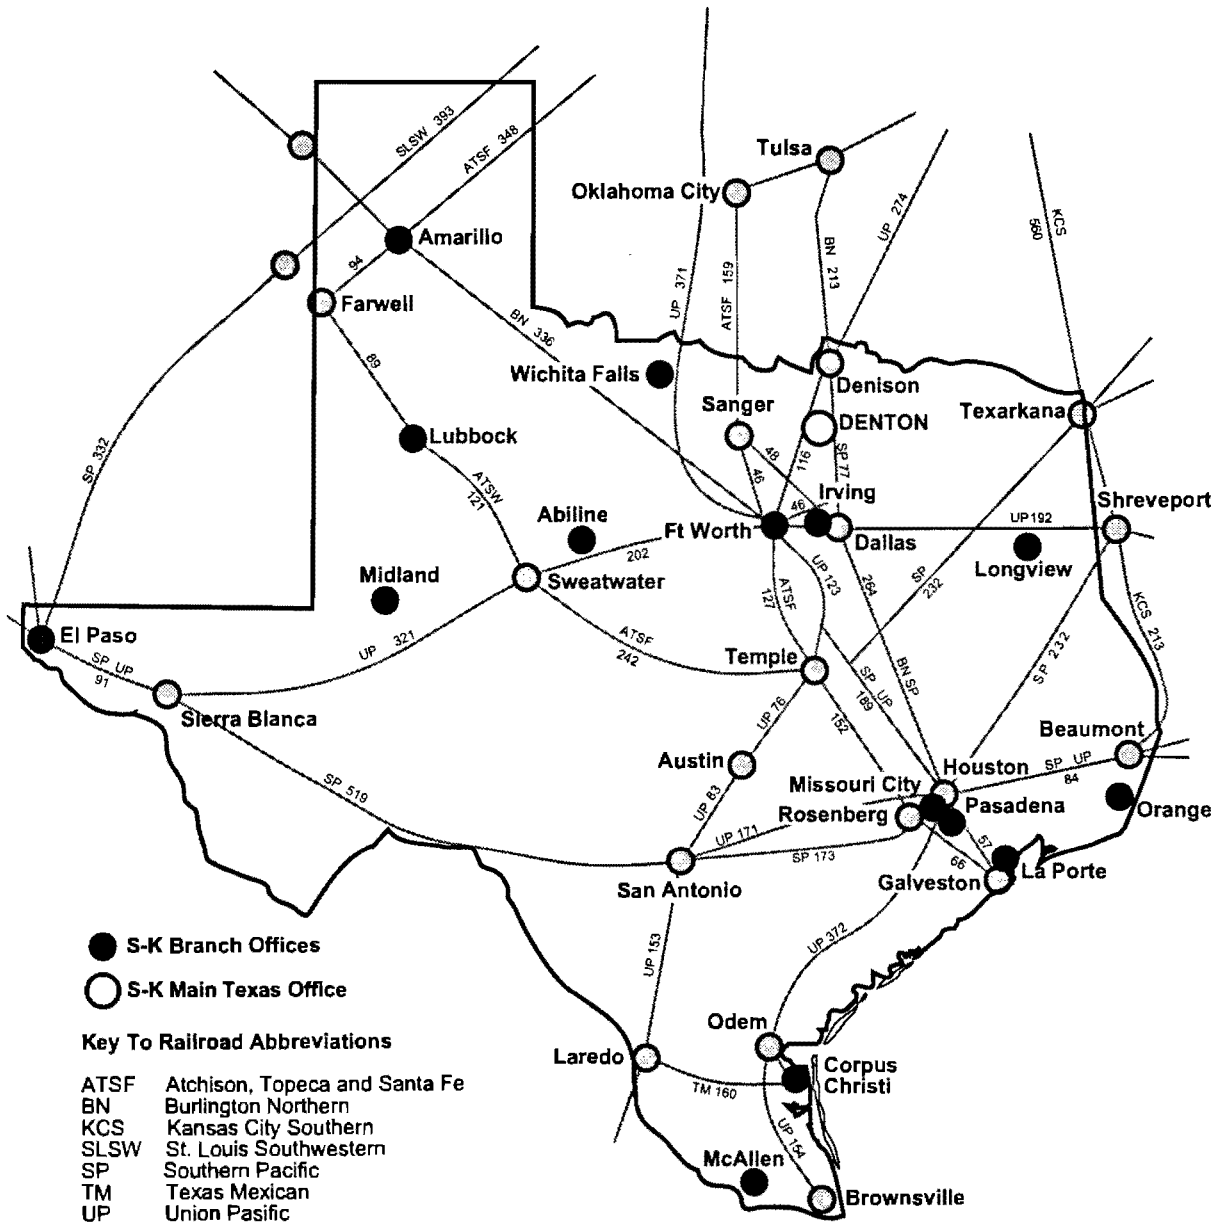 SLSW 393
ATSF 348
Tulsa
Oklahoma City
UP 274
KCS
560
Amarillo
94
Farwell
UP 371
ATSF 159
BN 213
BN 336
89
Wichita Falls
Denison
Sanger
Texarkana
DENTON
Lubbock
SP 332
48
46
116
SP 77
ATSW
121
Irving
46
Shreveport
Abiline
Ft Worth
Dallas
UP192
202
Longview
Midland
Sweatwater
ATSF
127
UP 123
264
SP
232
KCS 213
El Paso
SP UP
91
UP 321
ATSF
242
Temple
SP UP
189
BN SP
SP 232
Sierra Blanca
UP 76
152
Beaumont
Austin
Houston
SP UP
84
SP 519
Missouri City
UP 83
Rosenberg
Pasadena
Orange
UP 171
SP 173
57
66
La Porte
San Antonio
Galveston
UP 153
UP 372
S-K Branch Offices
S-K Main Texas Office
Odem
Key To Railroad Abbreviations
Laredo
Corpus
Christi
TM 160
ATSF Atchison, Topeca and Santa Fe
BN Burlington Northern
KCS Kansas City Southern
SLSW St. Louis Southwestern
SP Southern Pacific
TM Texas Mexican
UP Union Pasific
UP 154
McAllen
Brownsville